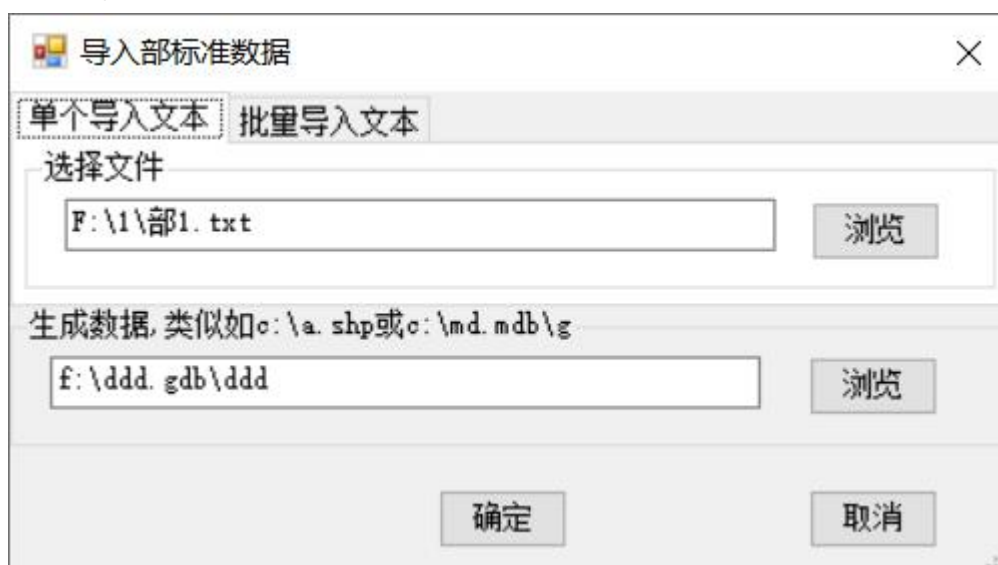 导入部标准数据
单个导入文本 批量导入文本
选择文件
F:\1\部1.txt 浏览
生成数据,类似如c:\a.shp或c:\md.mdb\g
f:\ddd.gdb\ddd 浏览
确定 取消